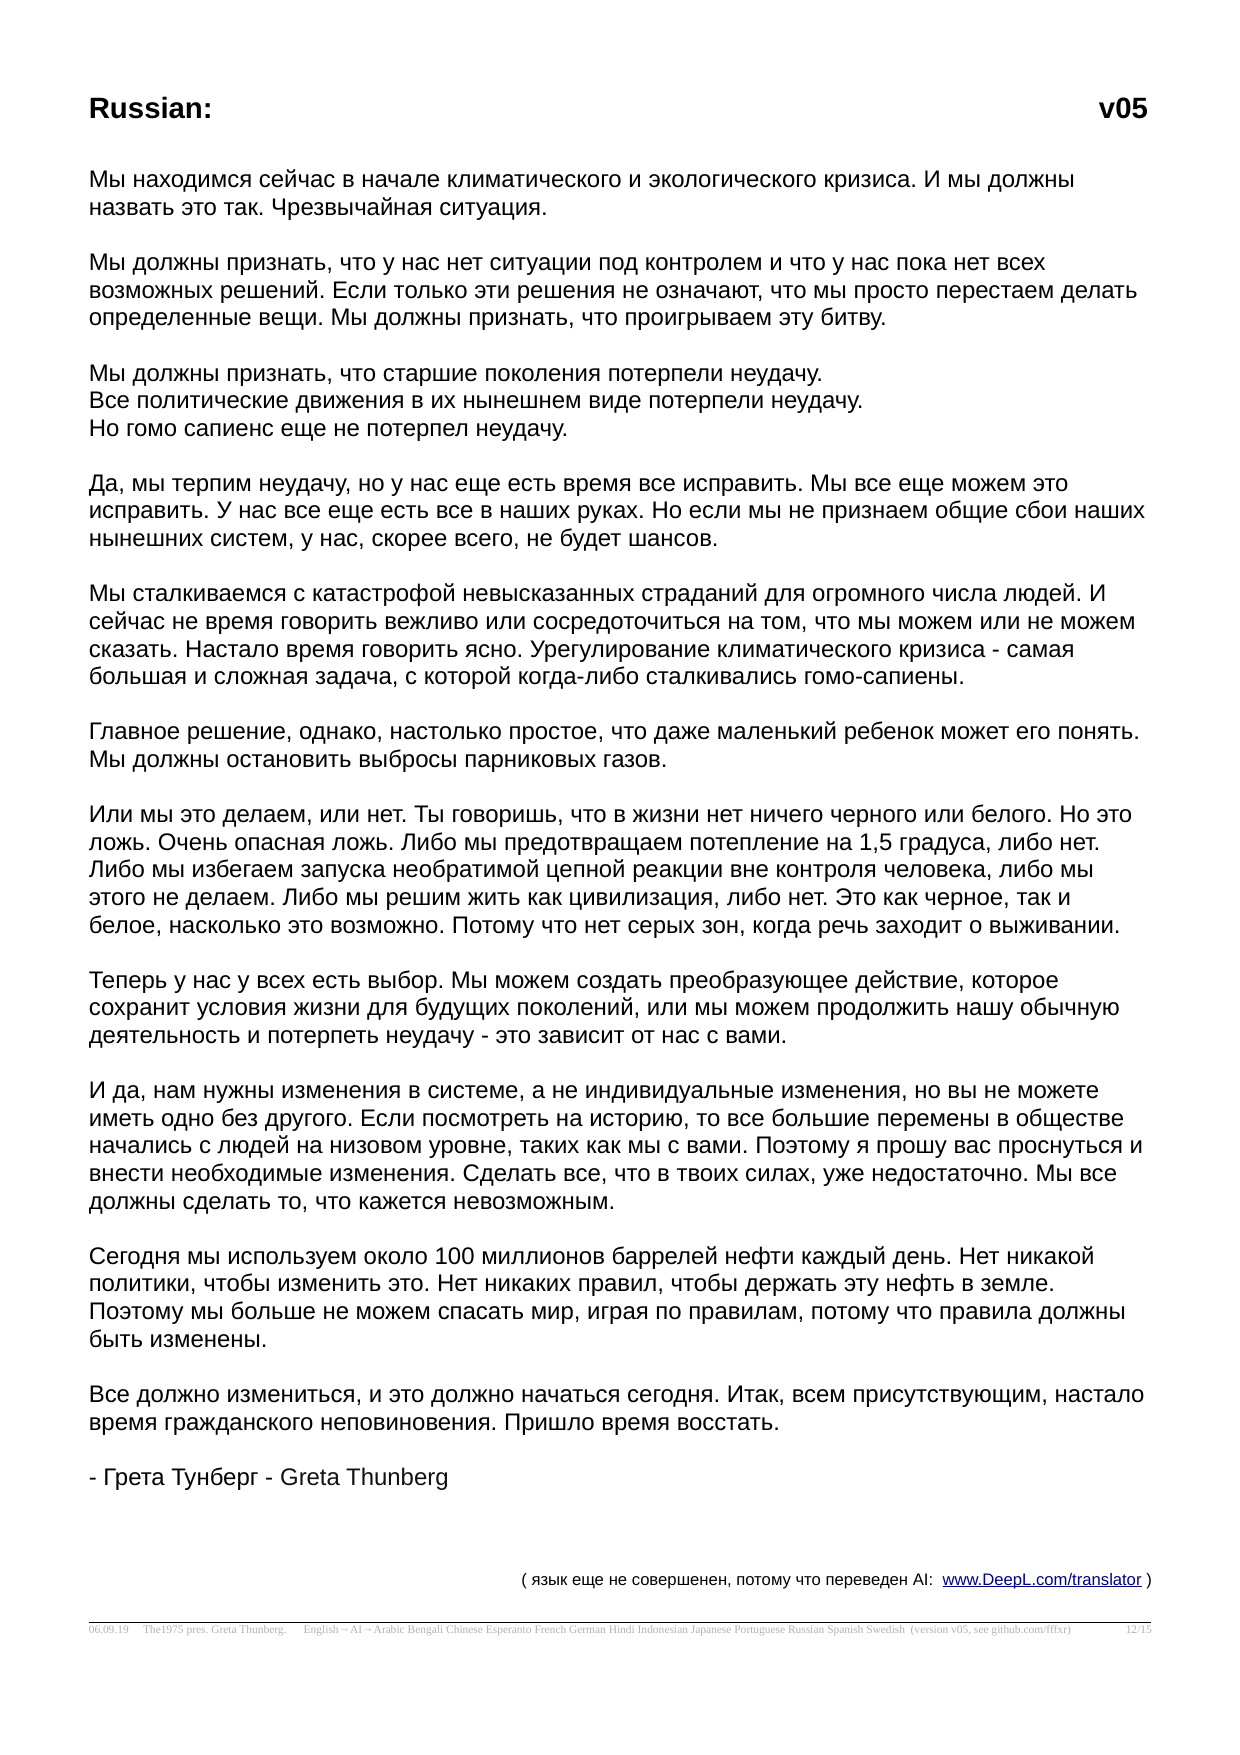 Russian: v05
Мы находимся сейчас в начале климатического и экологического кризиса. И мы должны
назвать это так. Чрезвычайная ситуация.
Мы должны признать, что у нас нет ситуации под контролем и что у нас пока нет всех
возможных решений. Если только эти решения не означают, что мы просто перестаем делать
определенные вещи. Мы должны признать, что проигрываем эту битву.
Мы должны признать, что старшие поколения потерпели неудачу.
Все политические движения в их нынешнем виде потерпели неудачу.
Но гомо сапиенс еще не потерпел неудачу.
Да, мы терпим неудачу, но у нас еще есть время все исправить. Мы все еще можем это
исправить. У нас все еще есть все в наших руках. Но если мы не признаем общие сбои наших
нынешних систем, у нас, скорее всего, не будет шансов.
Мы сталкиваемся с катастрофой невысказанных страданий для огромного числа людей. И
сейчас не время говорить вежливо или сосредоточиться на том, что мы можем или не можем
сказать. Настало время говорить ясно. Урегулирование климатического кризиса - самая
большая и сложная задача, с которой когда-либо сталкивались гомо-сапиены.
Главное решение, однако, настолько простое, что даже маленький ребенок может его понять.
Мы должны остановить выбросы парниковых газов.
Или мы это делаем, или нет. Ты говоришь, что в жизни нет ничего черного или белого. Но это
ложь. Очень опасная ложь. Либо мы предотвращаем потепление на 1,5 градуса, либо нет.
Либо мы избегаем запуска необратимой цепной реакции вне контроля человека, либо мы
этого не делаем. Либо мы решим жить как цивилизация, либо нет. Это как черное, так и
белое, насколько это возможно. Потому что нет серых зон, когда речь заходит о выживании.
Теперь у нас у всех есть выбор. Мы можем создать преобразующее действие, которое
сохранит условия жизни для будущих поколений, или мы можем продолжить нашу обычную
деятельность и потерпеть неудачу - это зависит от нас с вами.
И да, нам нужны изменения в системе, а не индивидуальные изменения, но вы не можете
иметь одно без другого. Если посмотреть на историю, то все большие перемены в обществе
начались с людей на низовом уровне, таких как мы с вами. Поэтому я прошу вас проснуться и
внести необходимые изменения. Сделать все, что в твоих силах, уже недостаточно. Мы все
должны сделать то, что кажется невозможным.
Сегодня мы используем около 100 миллионов баррелей нефти каждый день. Нет никакой
политики, чтобы изменить это. Нет никаких правил, чтобы держать эту нефть в земле.
Поэтому мы больше не можем спасать мир, играя по правилам, потому что правила должны
быть изменены.
Все должно измениться, и это должно начаться сегодня. Итак, всем присутствующим, настало
время гражданского неповиновения. Пришло время восстать.
- Грета Тунберг - Greta Thunberg
( язык еще не совершенен, потому что переведен AI: www.DeepL.com/translator )
06.09.19 The1975 pres. Greta Thunberg. English→AI→Arabic Bengali Chinese Esperanto French German Hindi Indonesian Japanese Portuguese Russian Spanish Swedish (version v05, see github.com/fffxr) 12/15